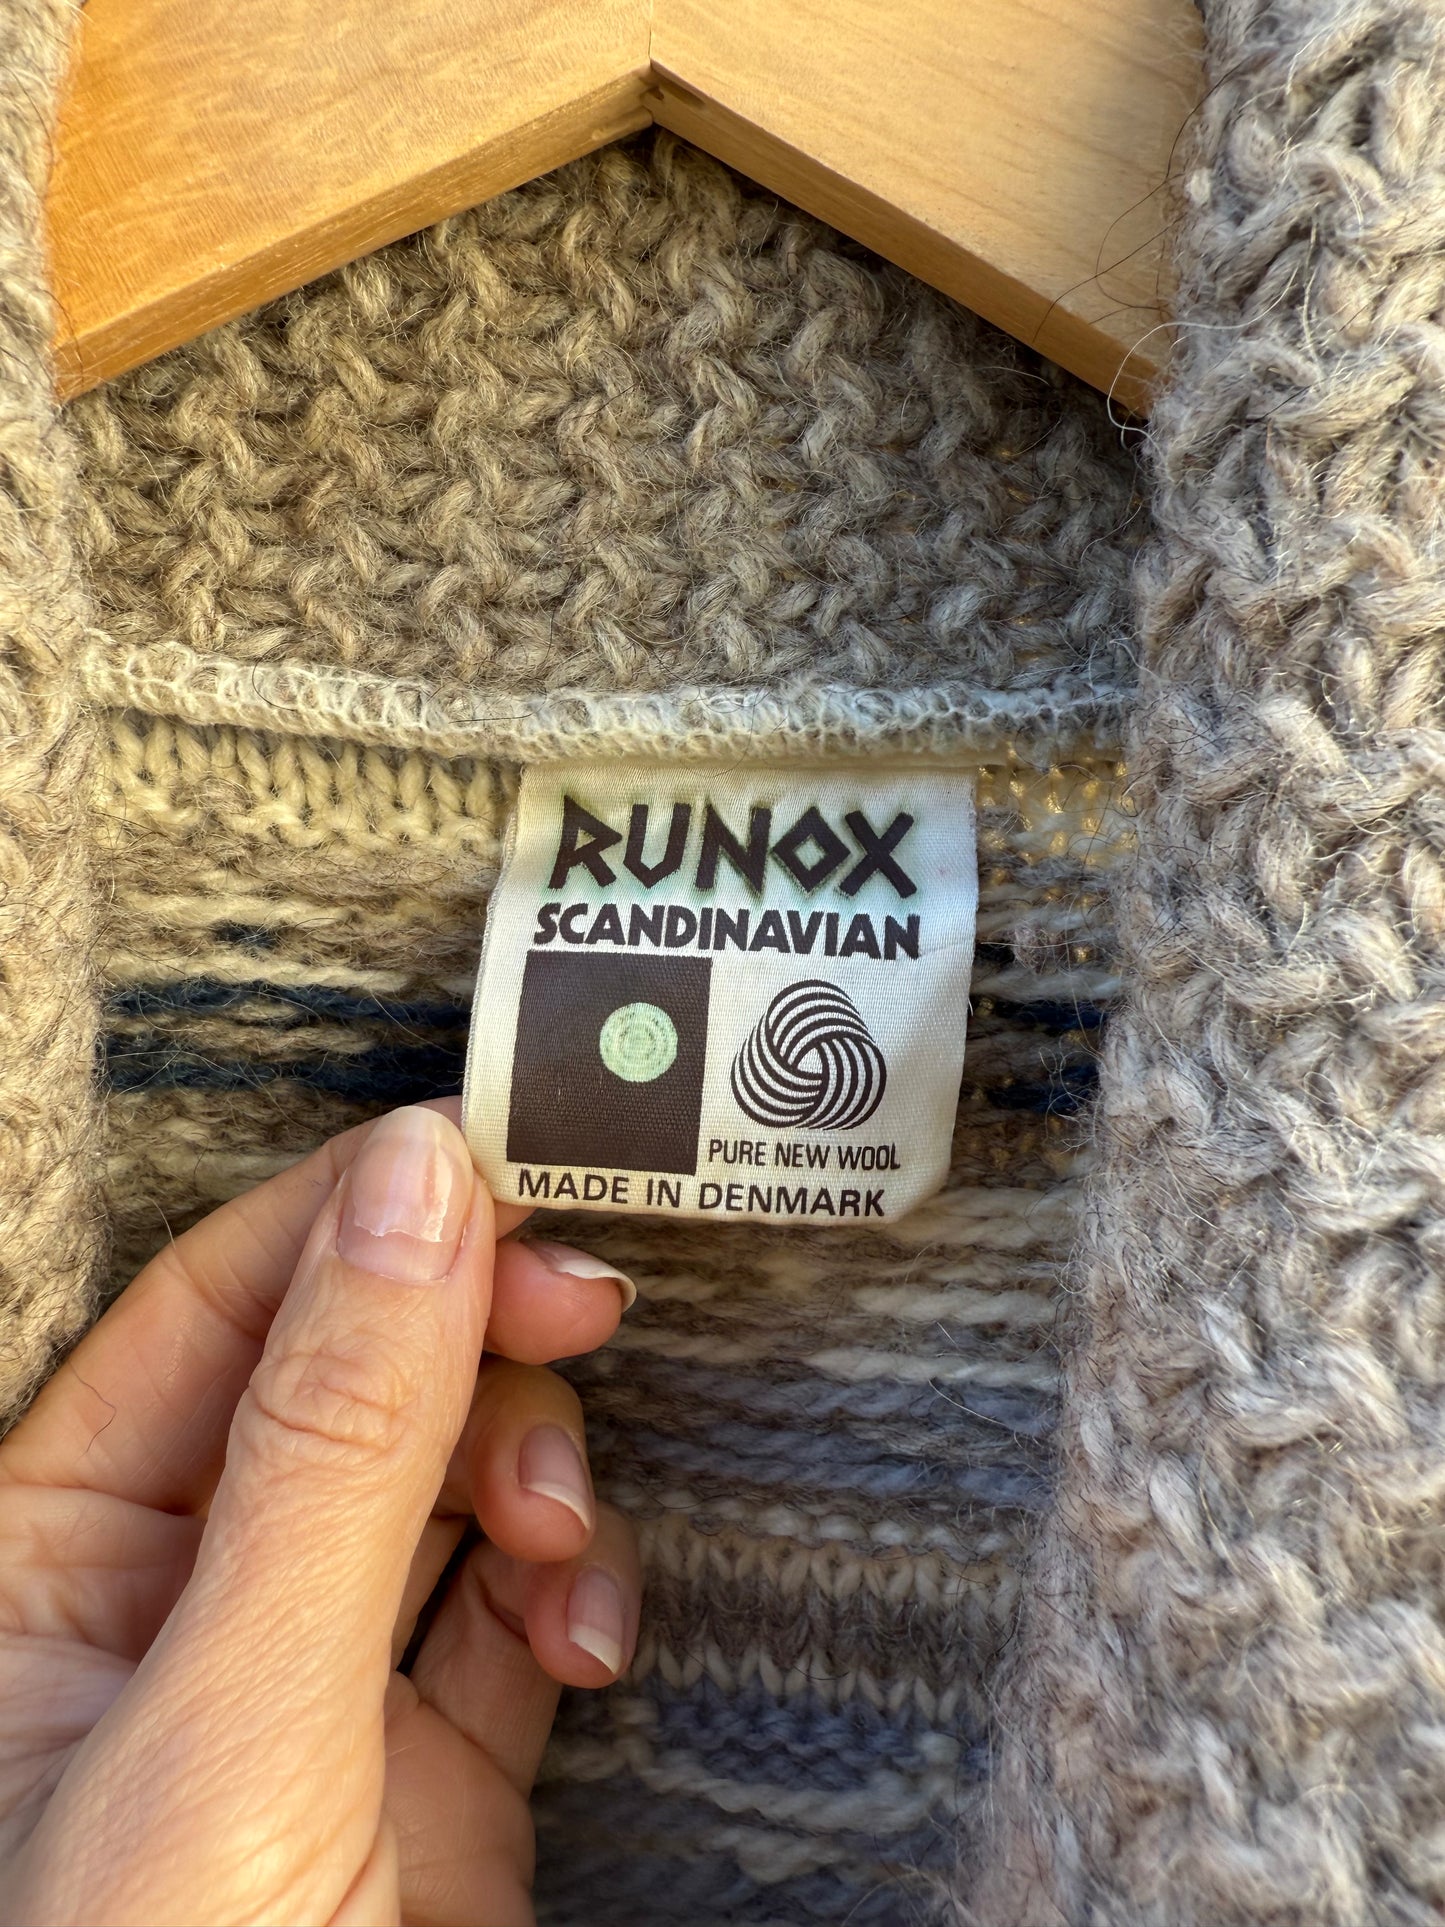 RUNOX
SCANDINAVIAN
PURE NEW WOOL
MADE IN DENMARK